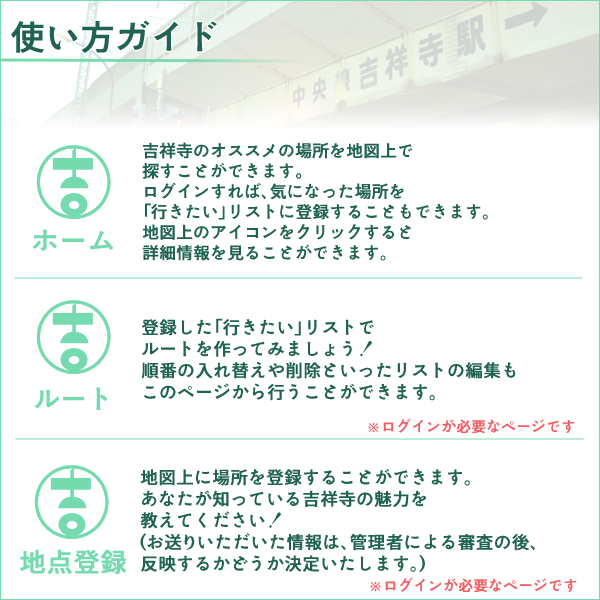 使い方ガイド
中央線吉祥寺駅
吉祥寺のオススメの場所を地図上で
探すことができます。
ログインすれば、気になった場所を
「行きたい」リストに登録することもできます。
地図上のアイコンをクリックすると
詳細情報を見ることができます。
ホーム
登録した「行きたい」リストで
ルートを作ってみましょう！
順番の入れ替えや削除といったリストの編集も
このページから行うことができます。
ルート
※ログインが必要なページです
地図上に場所を登録することができます。
あなたが知っている吉祥寺の魅力を
教えてください！
(お送りいただいた情報は、管理者による審査の後、
反映するかどうか決定いたします。)
地点登録
※ログインが必要なページです